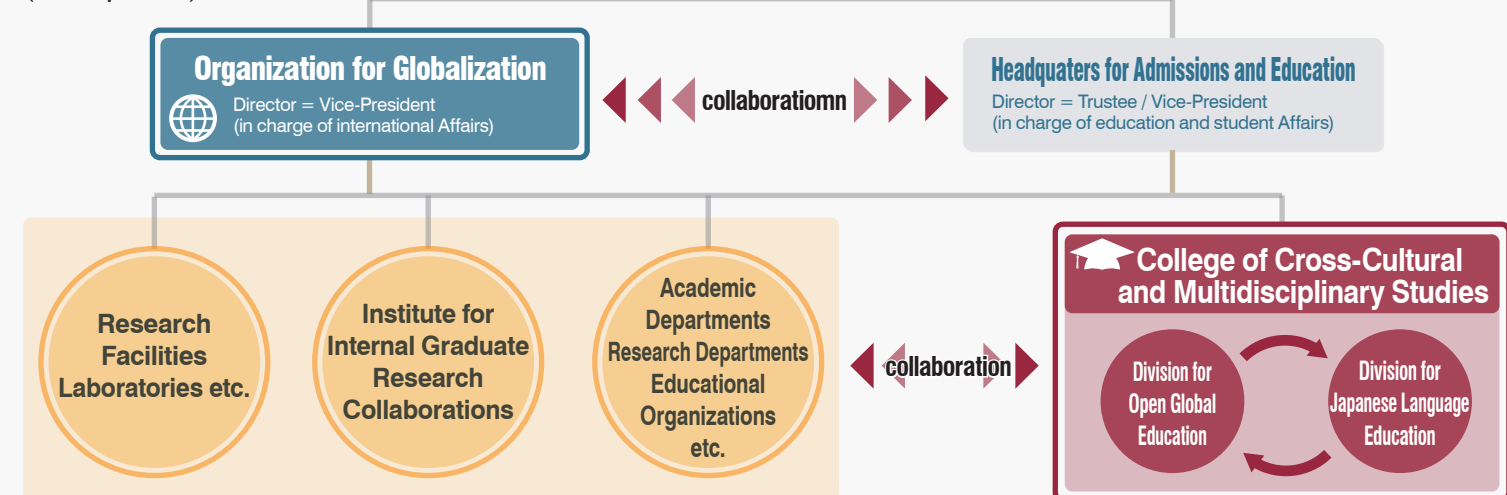 Organization for Globalization
Director = Vice-President
(in charge of international Affairs)
collaboratiomn
Headquaters for Admissions and Education
Director = Trustee / Vice-President
(in charge of education and student Affairs)
Research
Facilities
Laboratories etc.
Institute for
Internal Graduate
Research
Collaborations
Academic
Departments
Research Departments
Educational
Organizations
etc.
collaboration
College of Cross-Cultural
and Multidisciplinary Studies
Division for
Open Global
Education
Division for
Japanese Language
Education